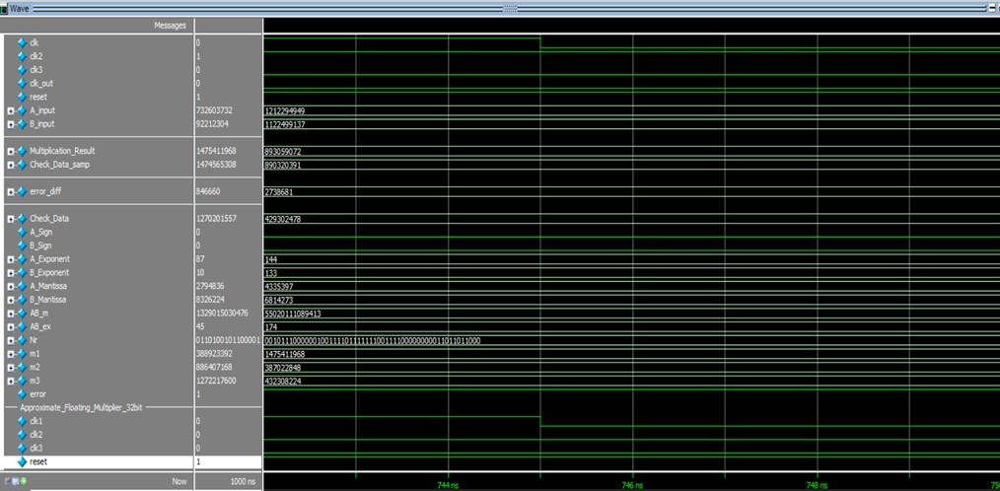 Wave
Messages
clk 0
clk2 1
clk3 0
clk_out 0
reset 1
A_input 732603732 1212294949
B_input 92212304 1122499137
Multiplication_Result 1475411968 893059072
Check_Data_samp 1474565308 890320391
error_diff 846660 2738681
Check_Data 1270201557 429302478
A_Sign 0
B_Sign 0
A_Exponent 87 144
B_Exponent 10 133
A_Mantissa 2794836 4335397
B_Mantissa 8326224 6814273
AB_m 1329015030476 55020111089413
AB_ex 45 174
Nr 0110100101100001
m1 388923392 1475411968
m2 886407168 387022848
m3 1272217600 432308224
error 1
Approximate_Floating_Multiplier_32bit
clk1 0
clk2 0
clk3 0
reset 1
Now 1000 ns 744 ns 746 ns 748 ns